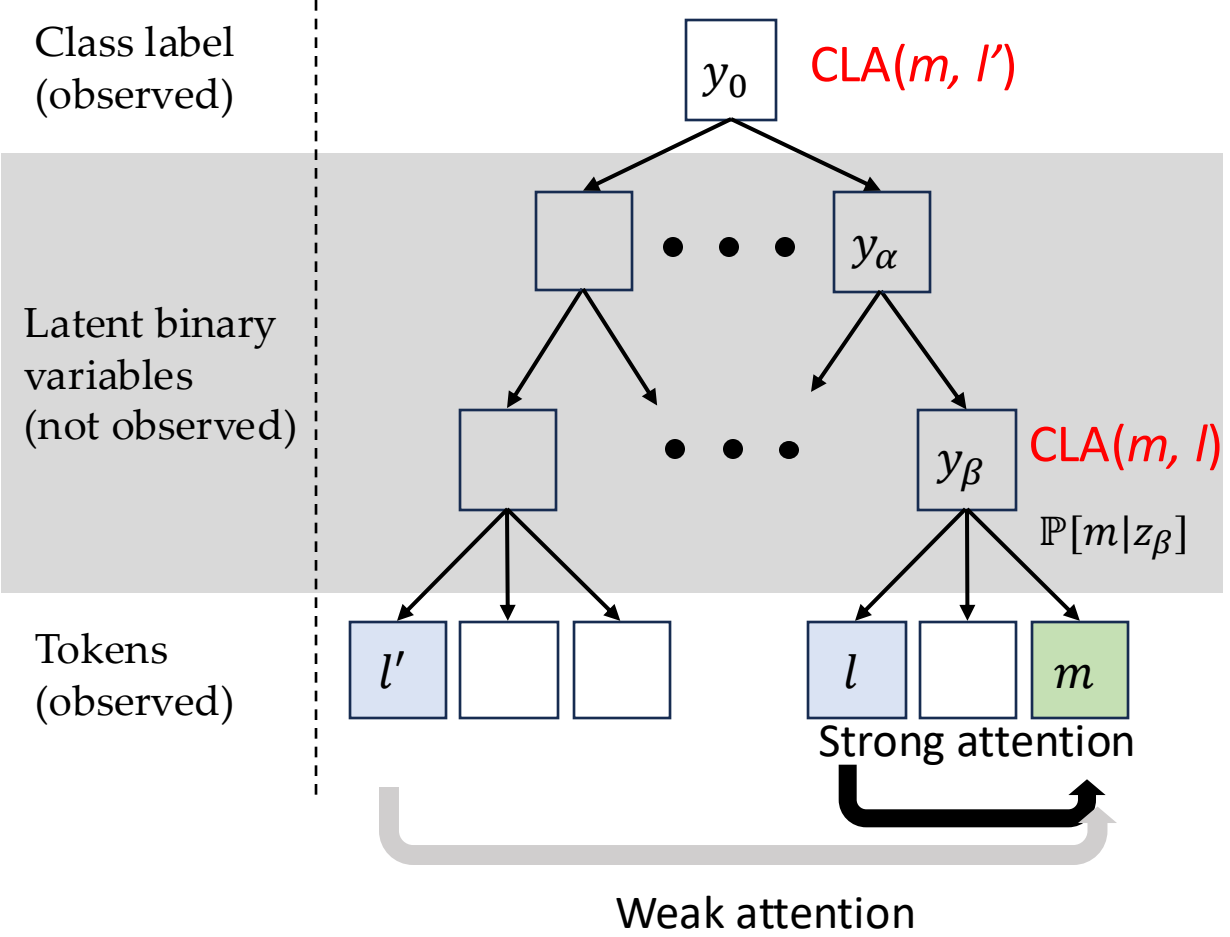 Class label
(observed)
y₀
CLA(m, l’)
yα
Latent binary
variables
(not observed)
yᵦ
CLA(m, l)
ℙ[m|zᵦ]
Tokens
(observed)
l′
l
m
Strong attention
Weak attention